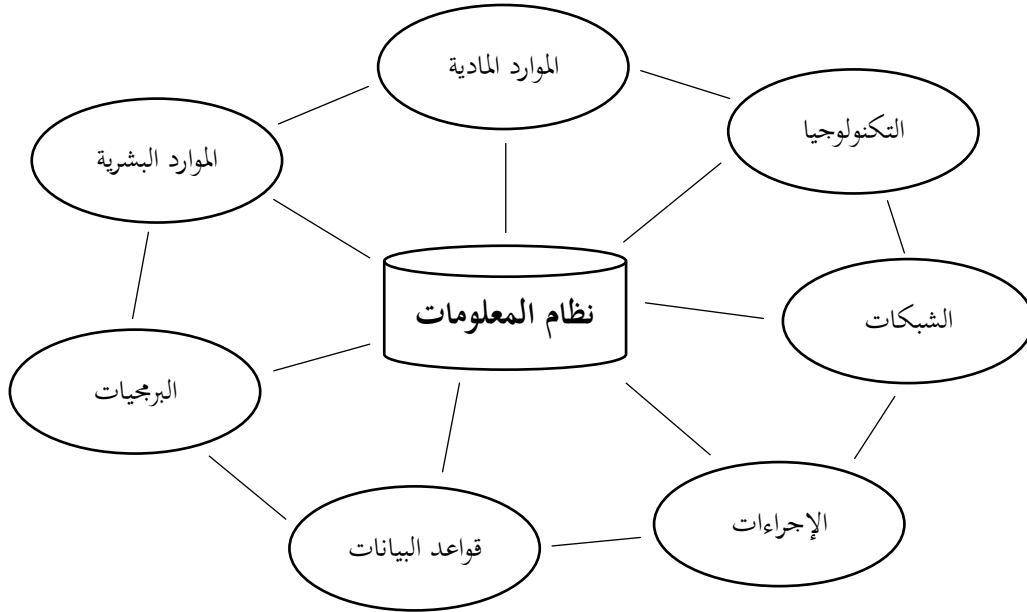 الموارد المادية
التكنولوجيا
الموارد البشرية
نظام المعلومات
الشبكات
البرمجيات
الإجراءات
قواعد البيانات